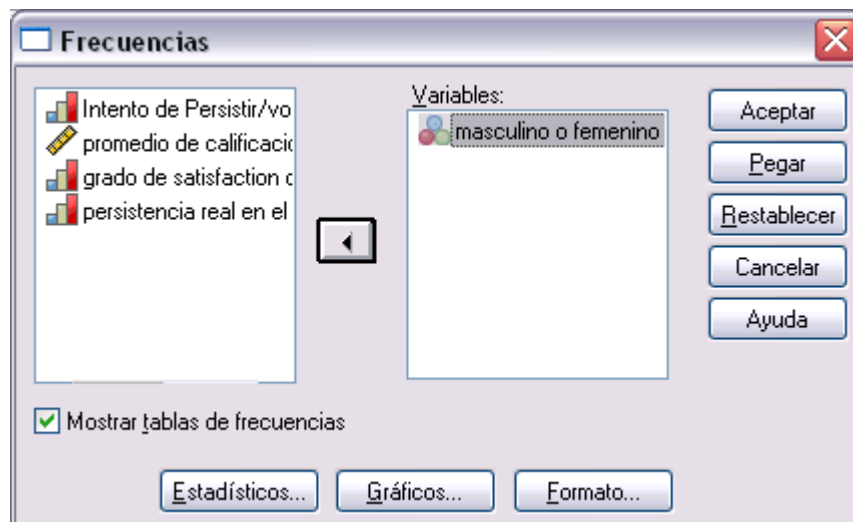 Frecuencias
Intento de Persistir/vo
promedio de calificació
grado de satisfaction d
persistencia real en el
Variables:
masculino o femenino
Aceptar
Pegar
Restablecer
Cancelar
Ayuda
Mostrar tablas de frecuencias
Estadísticos...
Gráficos...
Formato...